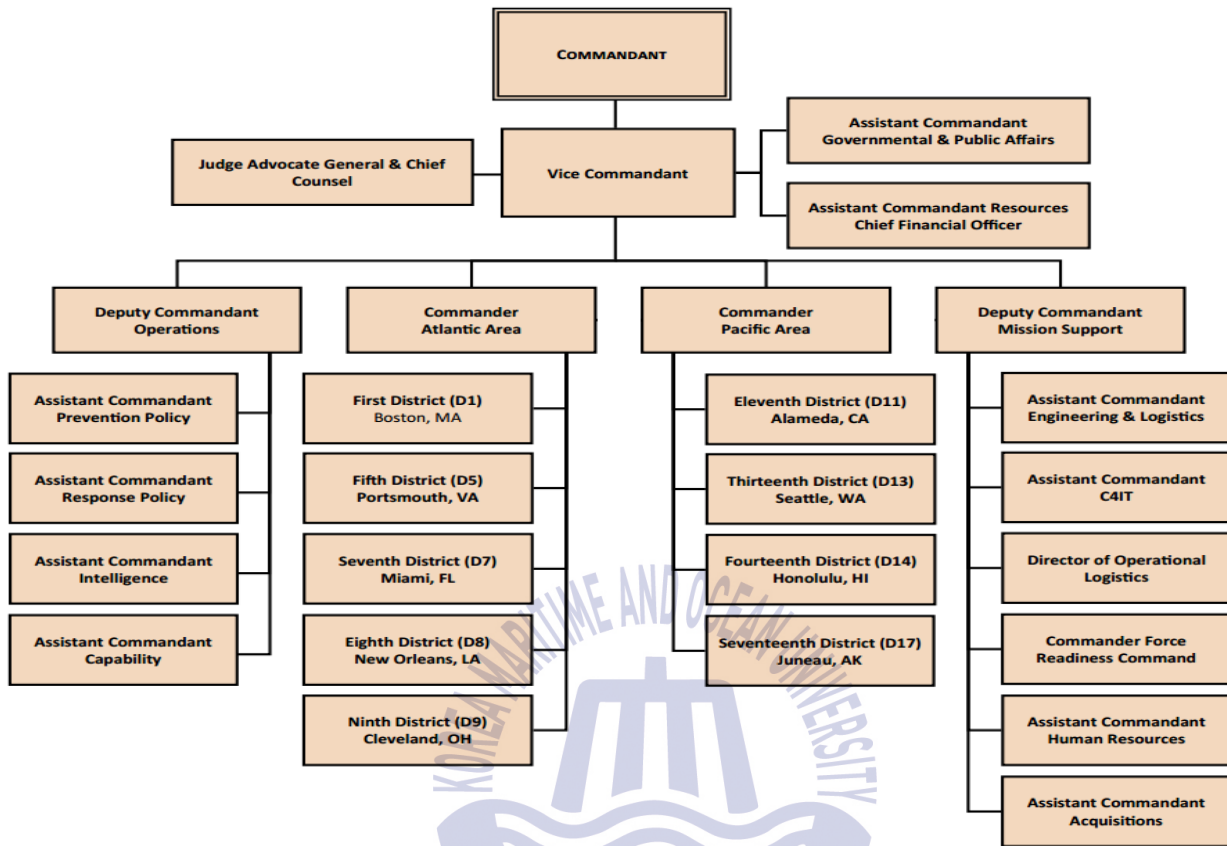 COMMANDANT
Assistant Commandant
Governmental & Public Affairs
Judge Advocate General & Chief
Counsel
Vice Commandant
Assistant Commandant Resources
Chief Financial Officer
Deputy Commandant
Operations
Commander
Atlantic Area
Commander
Pacific Area
Deputy Commandant
Mission Support
Assistant Commandant
Prevention Policy
Assistant Commandant
Response Policy
Assistant Commandant
Intelligence
Assistant Commandant
Capability
First District (D1)
Boston, MA
Fifth District (D5)
Portsmouth, VA
Seventh District (D7)
Miami, FL
Eighth District (D8)
New Orleans, LA
Ninth District (D9)
Cleveland, OH
Eleventh District (D11)
Alameda, CA
Thirteenth District (D13)
Seattle, WA
Fourteenth District (D14)
Honolulu, HI
Seventeenth District (D17)
Juneau, AK
Assistant Commandant
Engineering & Logistics
Assistant Commandant
C4IT
Director of Operational
Logistics
Commander Force
Readiness Command
Assistant Commandant
Human Resources
Assistant Commandant
Acquisitions
KOREA MARITIME AND OCEAN UNIVERSITY